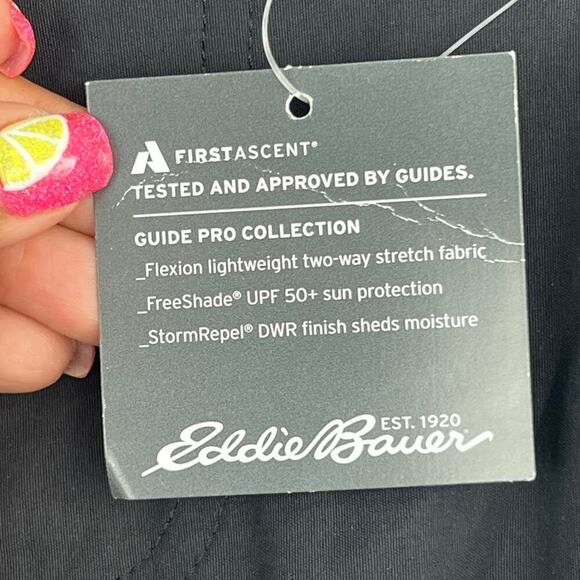 FIRSTASCENT®
TESTED AND APPROVED BY GUIDES.
GUIDE PRO COLLECTION
_Flexion lightweight two-way stretch fabric
_FreeShade® UPF 50+ sun protection
_StormRepel® DWR finish sheds moisture
EST. 1920
Eddie Bauer